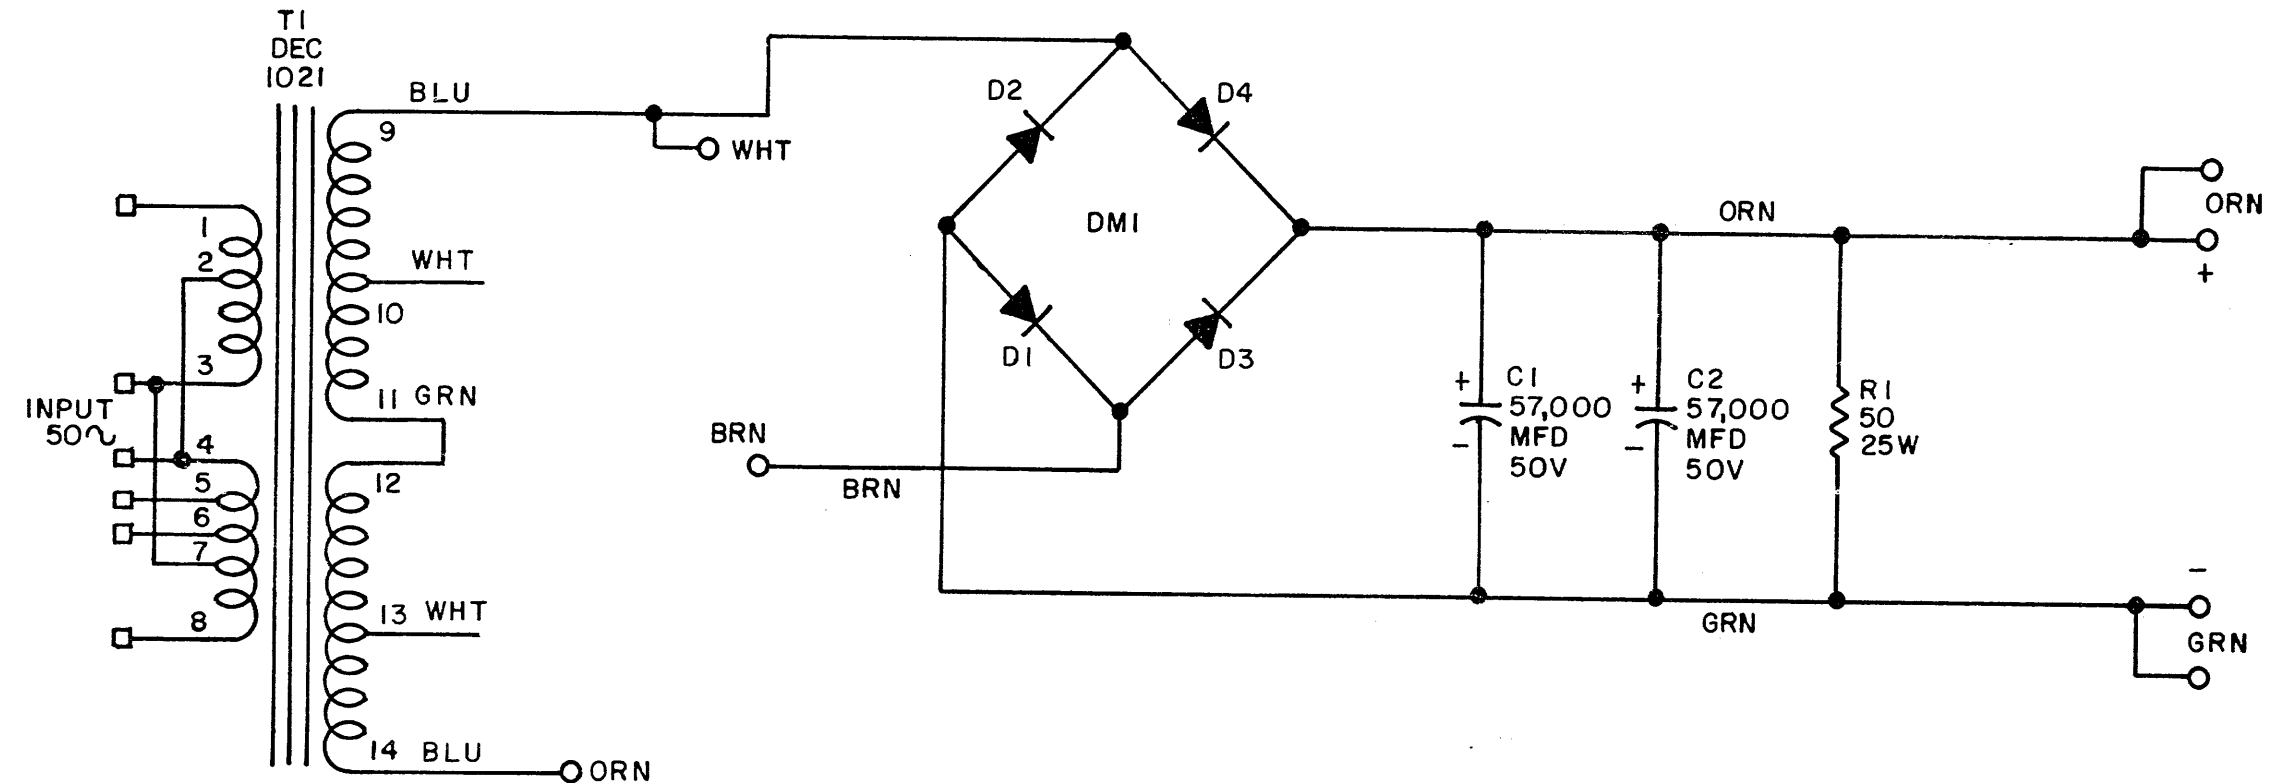 T1
DEC
1021
BLU
9
WHT
D2
D4
DM1
D1
D3
1
2
3
INPUT
50~
4
5
6
7
8
WHT
10
11 GRN
12
13 WHT
14 BLU
ORN
BRN
BRN
ORN
ORN
+
+
C1
57,000
MFD
50V
-
+
C2
57,000
MFD
50V
-
R1
50
25W
GRN
-
GRN